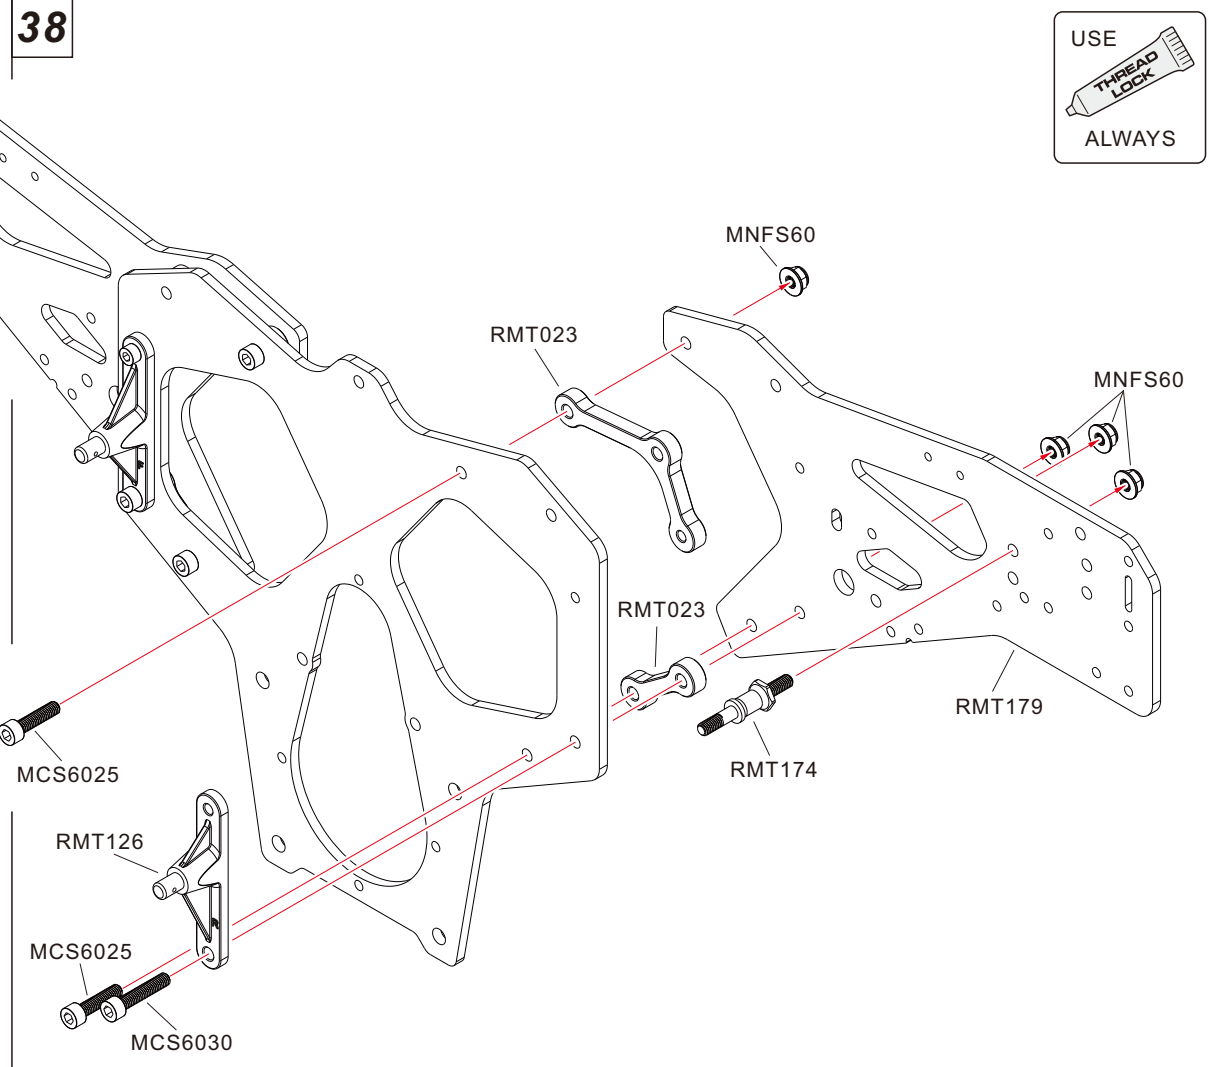 38
USE
THREAD
LOCK
ALWAYS
MNFS60
RMT023
MNFS60
RMT023
RMT179
RMT174
MCS6025
RMT126
MCS6025
MCS6030